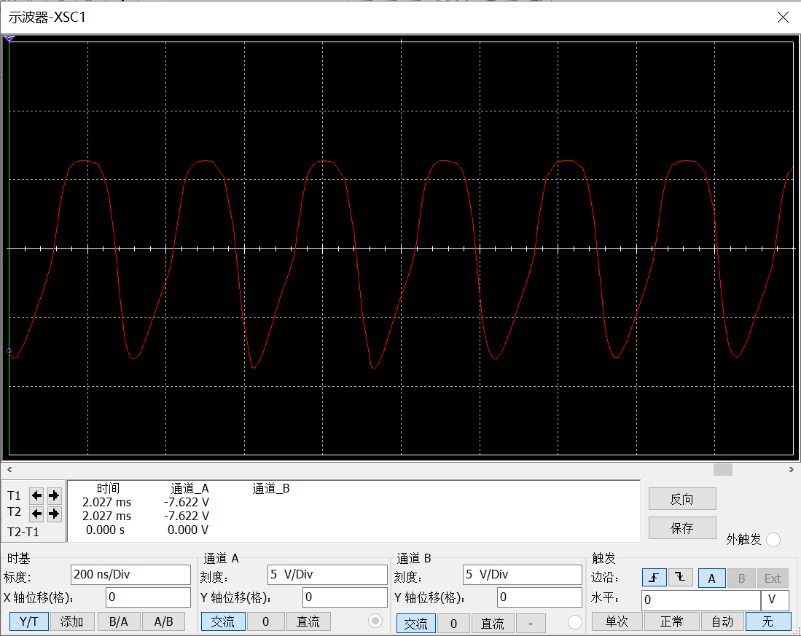 示波器-XSC1
时间 通道_A 通道_B
T1 2.027 ms -7.622 V
T2 2.027 ms -7.622 V
T2-T1 0.000 s 0.000 V
反向
保存
外触发
时基 通道 A 通道 B 触发
标度： 200 ns/Div 刻度： 5 V/Div 刻度： 5 V/Div 边沿： A B Ext
X 轴位移(格)： 0 Y 轴位移(格)： 0 Y 轴位移(格)： 0 水平： 0 V
Y/T 添加 B/A A/B 交流 0 直流 交流 0 直流 - 单次 正常 自动 无